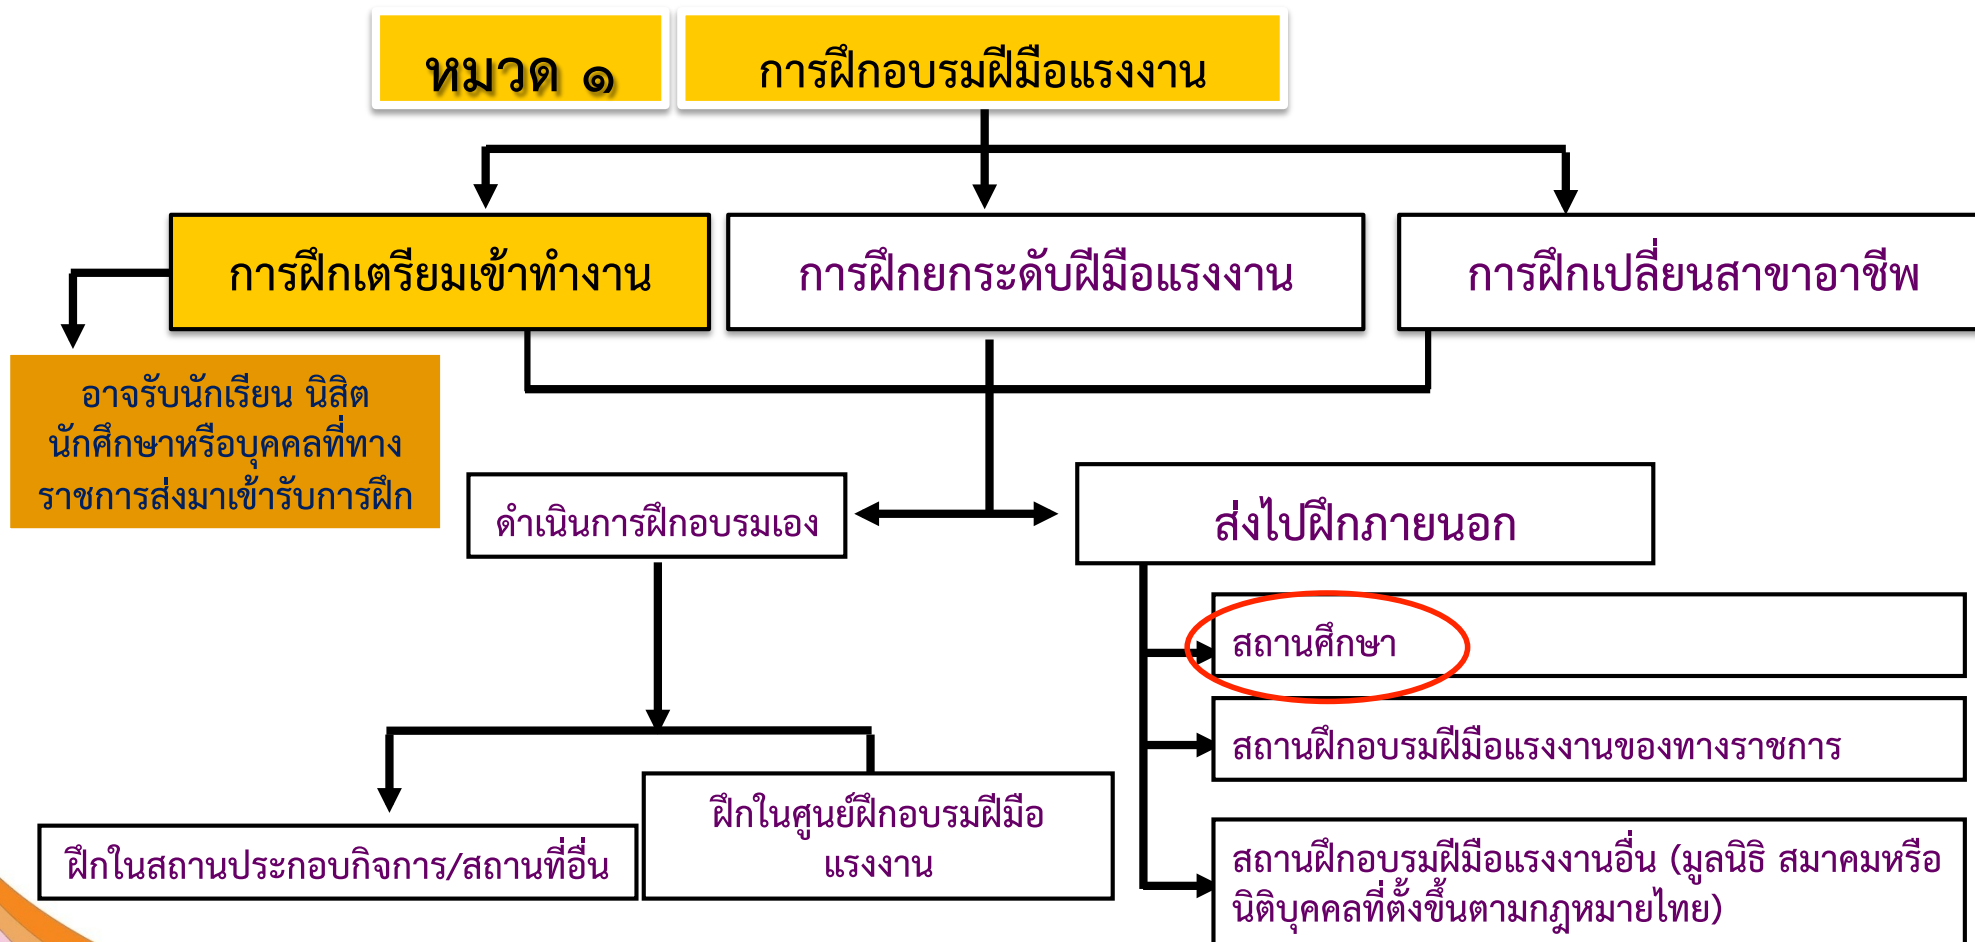 หมวด ๑
การฝึกอบรมฝีมือแรงงาน
การฝึกเตรียมเข้าทำงาน
การฝึกยกระดับฝีมือแรงงาน
การฝึกเปลี่ยนสาขาอาชีพ
อาจรับนักเรียน นิสิต
นักศึกษาหรือบุคคลที่ทาง
ราชการส่งมาเข้ารับการฝึก
ดำเนินการฝึกอบรมเอง
ส่งไปฝึกภายนอก
สถานศึกษา
สถานฝึกอบรมฝีมือแรงงานของทางราชการ
สถานฝึกอบรมฝีมือแรงงานอื่น (มูลนิธิ สมาคมหรือ
นิติบุคคลที่ตั้งขึ้นตามกฎหมายไทย)
ฝึกในสถานประกอบกิจการ/สถานที่อื่น
ฝึกในศูนย์ฝึกอบรมฝีมือ
แรงงาน